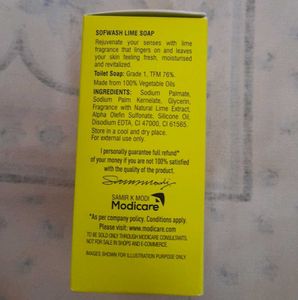 SOFWASH LIME SOAP
Rejuvenate your senses with lime
fragrance that lingers on and leaves
your skin feeling fresh, moisturised
and revitalized.
Toilet Soap: Grade 1, TFM 76%
Made from 100% Vegetable Oils
INGREDIENTS: Sodium Palmate,
Sodium Palm Kernelate, Glycerin,
Fragrance with Natural Lime Extract,
Alpha Olefin Sulfonate, Silicone Oil,
Disodium EDTA, CI 47000, CI 61565.
Store in a cool and dry place.
For external use only.
I personally guarantee full refund*
of your money if you are not 100% satisfied
with the quality of the product.
SAMIR K MODI
Modicare
*As per company policy. Conditions apply.
Please visit: www.modicare.com
TO BE SOLD ONLY THROUGH MODICARE CONSULTANTS.
NOT FOR SALE IN SHOPS AND E-COMMERCE.
IMAGES SHOWN FOR ILLUSTRATION PURPOSE ONLY